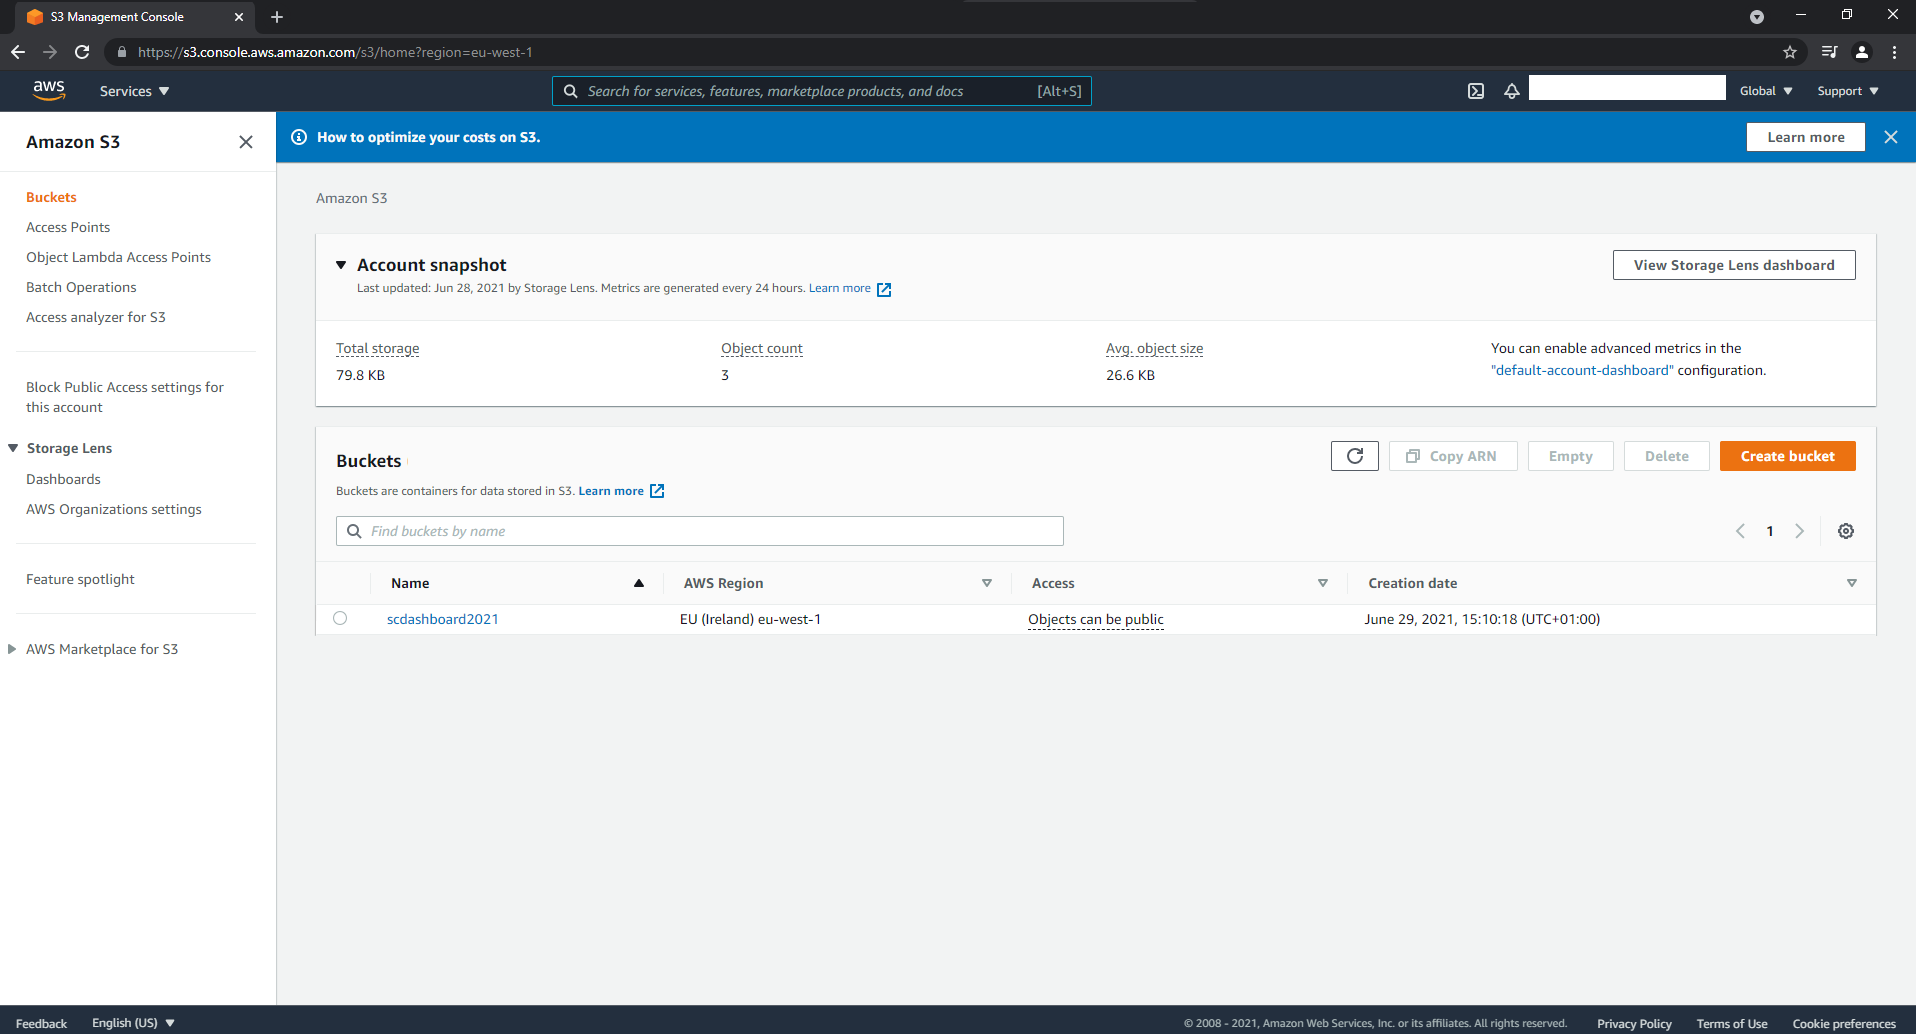 S3 Management Console
https://s3.console.aws.amazon.com/s3/home?region=eu-west-1
aws
Services
Search for services, features, marketplace products, and docs
[Alt+S]
Global
Support
Amazon S3
How to optimize your costs on S3.
Learn more
Buckets
Access Points
Object Lambda Access Points
Batch Operations
Access analyzer for S3
Block Public Access settings for
this account
Storage Lens
Dashboards
AWS Organizations settings
Feature spotlight
AWS Marketplace for S3
Amazon S3
Account snapshot
View Storage Lens dashboard
Last updated: Jun 28, 2021 by Storage Lens. Metrics are generated every 24 hours. Learn more
Total storage
79.8 KB
Object count
3
Avg. object size
26.6 KB
You can enable advanced metrics in the
"default-account-dashboard" configuration.
Buckets
Copy ARN
Empty
Delete
Create bucket
Buckets are containers for data stored in S3. Learn more
Find buckets by name
1
Name
AWS Region
Access
Creation date
scdashboard2021
EU (Ireland) eu-west-1
Objects can be public
June 29, 2021, 15:10:18 (UTC+01:00)
Feedback
English (US)
© 2008 - 2021, Amazon Web Services, Inc. or its affiliates. All rights reserved.
Privacy Policy
Terms of Use
Cookie preferences